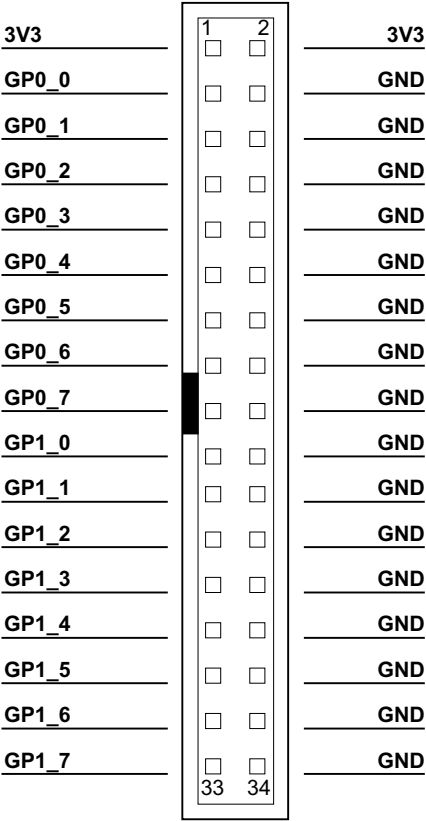 1 2
3V3 3V3
GP0_0 GND
GP0_1 GND
GP0_2 GND
GP0_3 GND
GP0_4 GND
GP0_5 GND
GP0_6 GND
GP0_7 GND
GP1_0 GND
GP1_1 GND
GP1_2 GND
GP1_3 GND
GP1_4 GND
GP1_5 GND
GP1_6 GND
GP1_7 GND
33 34